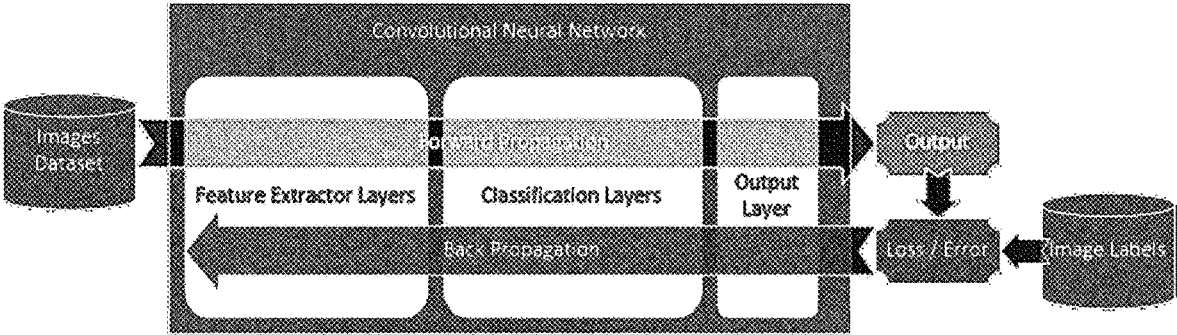 Convolutional Neural Network
Images
Dataset
Forward Propagation
Output
Feature Extractor Layers
Classification Layers
Output
Layer
Back Propagation
Loss / Error
Image Labels